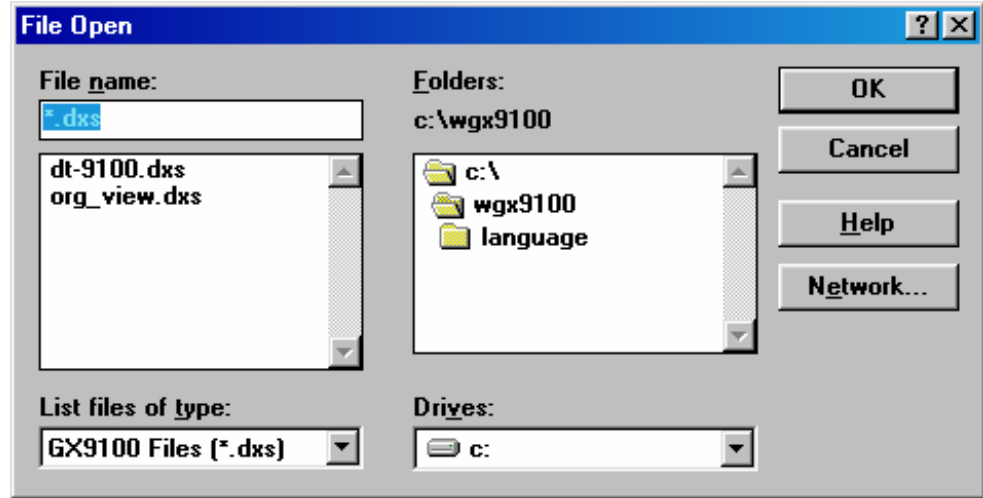 File Open
File name:
*.dxs
dt-9100.dxs
org_view.dxs
List files of type:
GX9100 Files (*.dxs)
Folders:
c:\wgx9100
c:\
wgx9100
language
Drives:
c:
OK
Cancel
Help
Network...